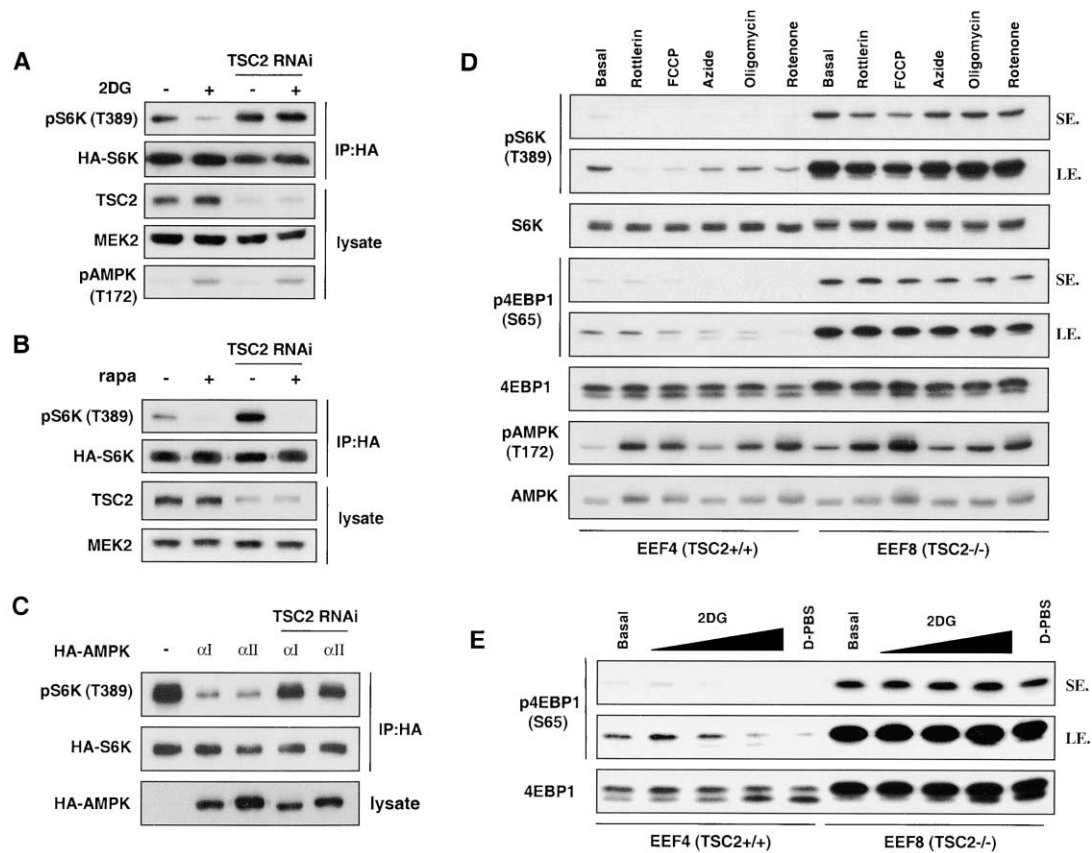 A
TSC2 RNAi
2DG - + - +
pS6K (T389)
HA-S6K
IP:HA
TSC2
MEK2
lysate
pAMPK
(T172)
B
TSC2 RNAi
rapa - + - +
pS6K (T389)
HA-S6K
IP:HA
TSC2
MEK2
lysate
C
TSC2 RNAi
HA-AMPK - αI αII αI αII
pS6K (T389)
HA-S6K
IP:HA
HA-AMPK
lysate
D
Basal Rottlerin FCCP Azide Oligomycin Rotenone Basal Rottlerin FCCP Azide Oligomycin Rotenone
pS6K
(T389)
SE.
LE.
S6K
p4EBP1
(S65)
SE.
LE.
4EBP1
pAMPK
(T172)
AMPK
EEF4 (TSC2+/+) EEF8 (TSC2-/-)
E
Basal 2DG D-PBS Basal 2DG D-PBS
p4EBP1
(S65)
SE.
LE.
4EBP1
EEF4 (TSC2+/+) EEF8 (TSC2-/-)